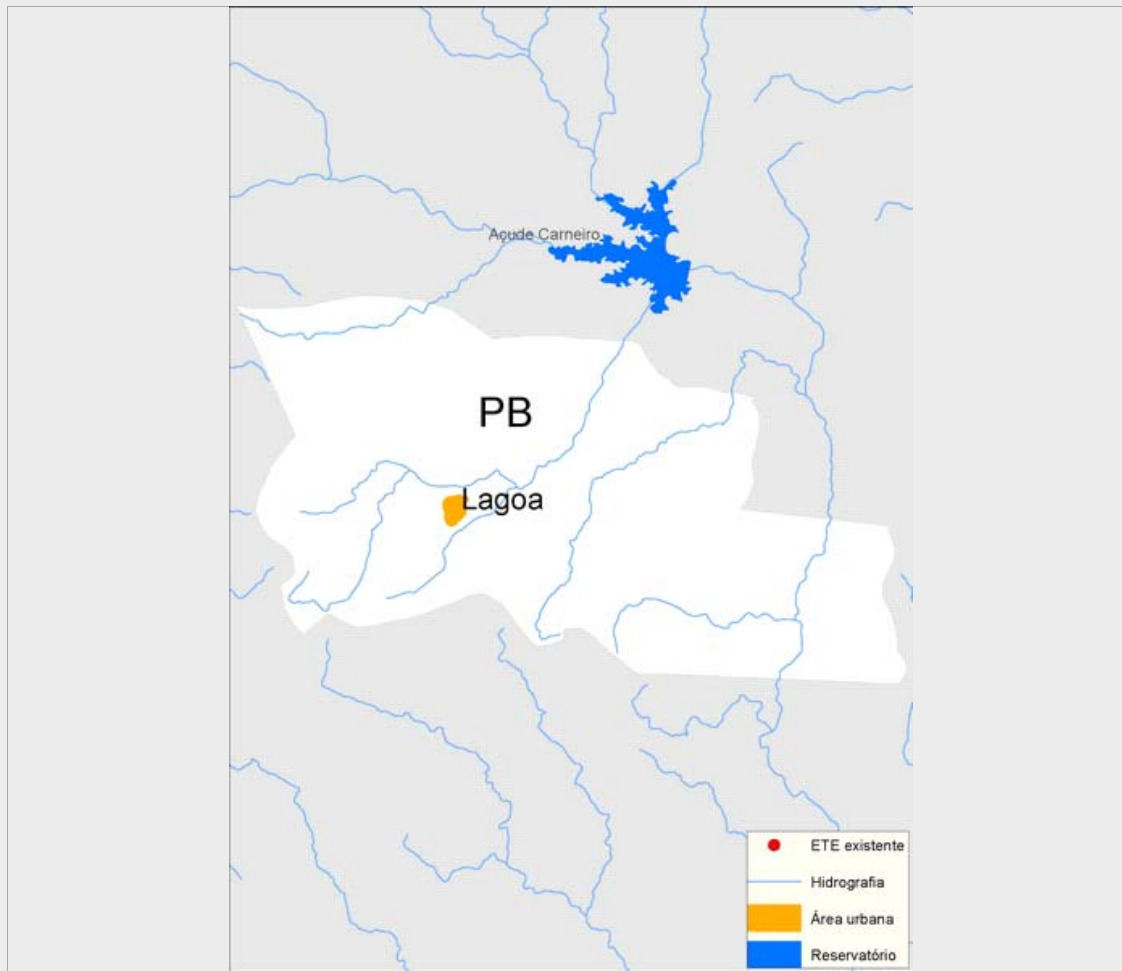 Açude Carneiro
PB
Lagoa
ETE existente
Hidrografia
Área urbana
Reservatório